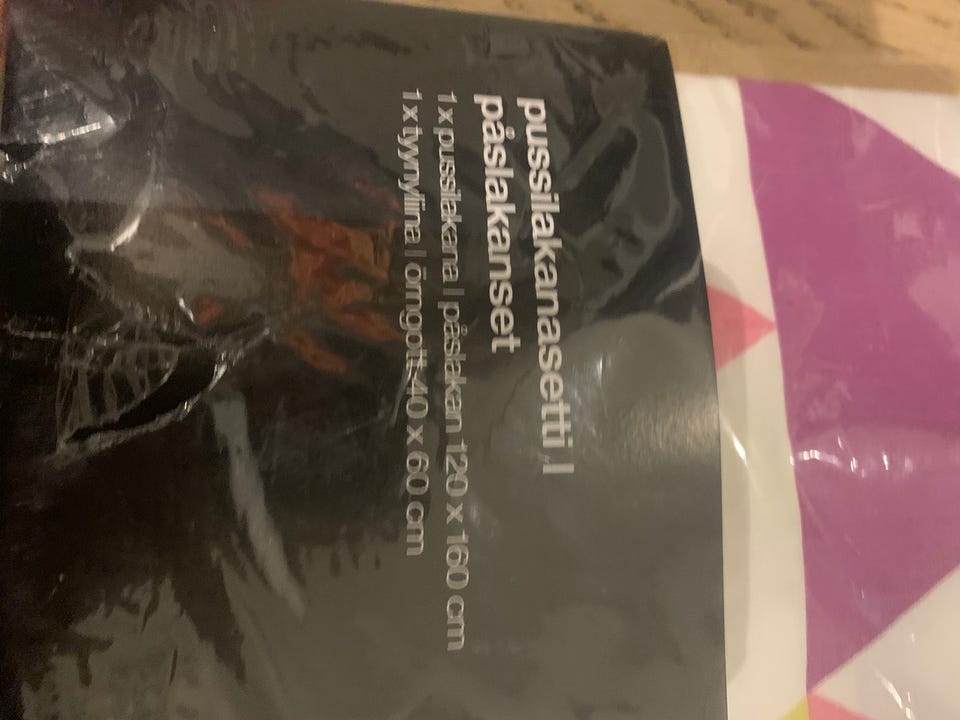 pussilakanasetti |
påslakanset
1 x pussilakana | påslakan 120 x 160 cm
1 x tyynyliina | örngott 40 x 60 cm